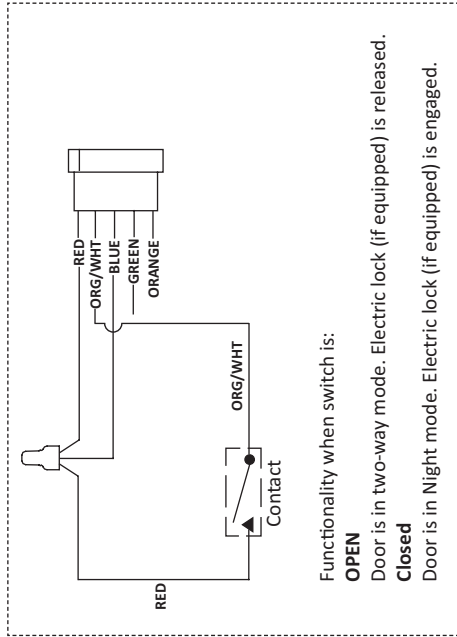 RED
ORG/WHT
BLUE
GREEN
ORANGE
RED
ORG/WHT
Contact
Functionality when switch is:
OPEN
Door is in two-way mode. Electric lock (if equipped) is released.
Closed
Door is in Night mode. Electric lock (if equipped) is engaged.